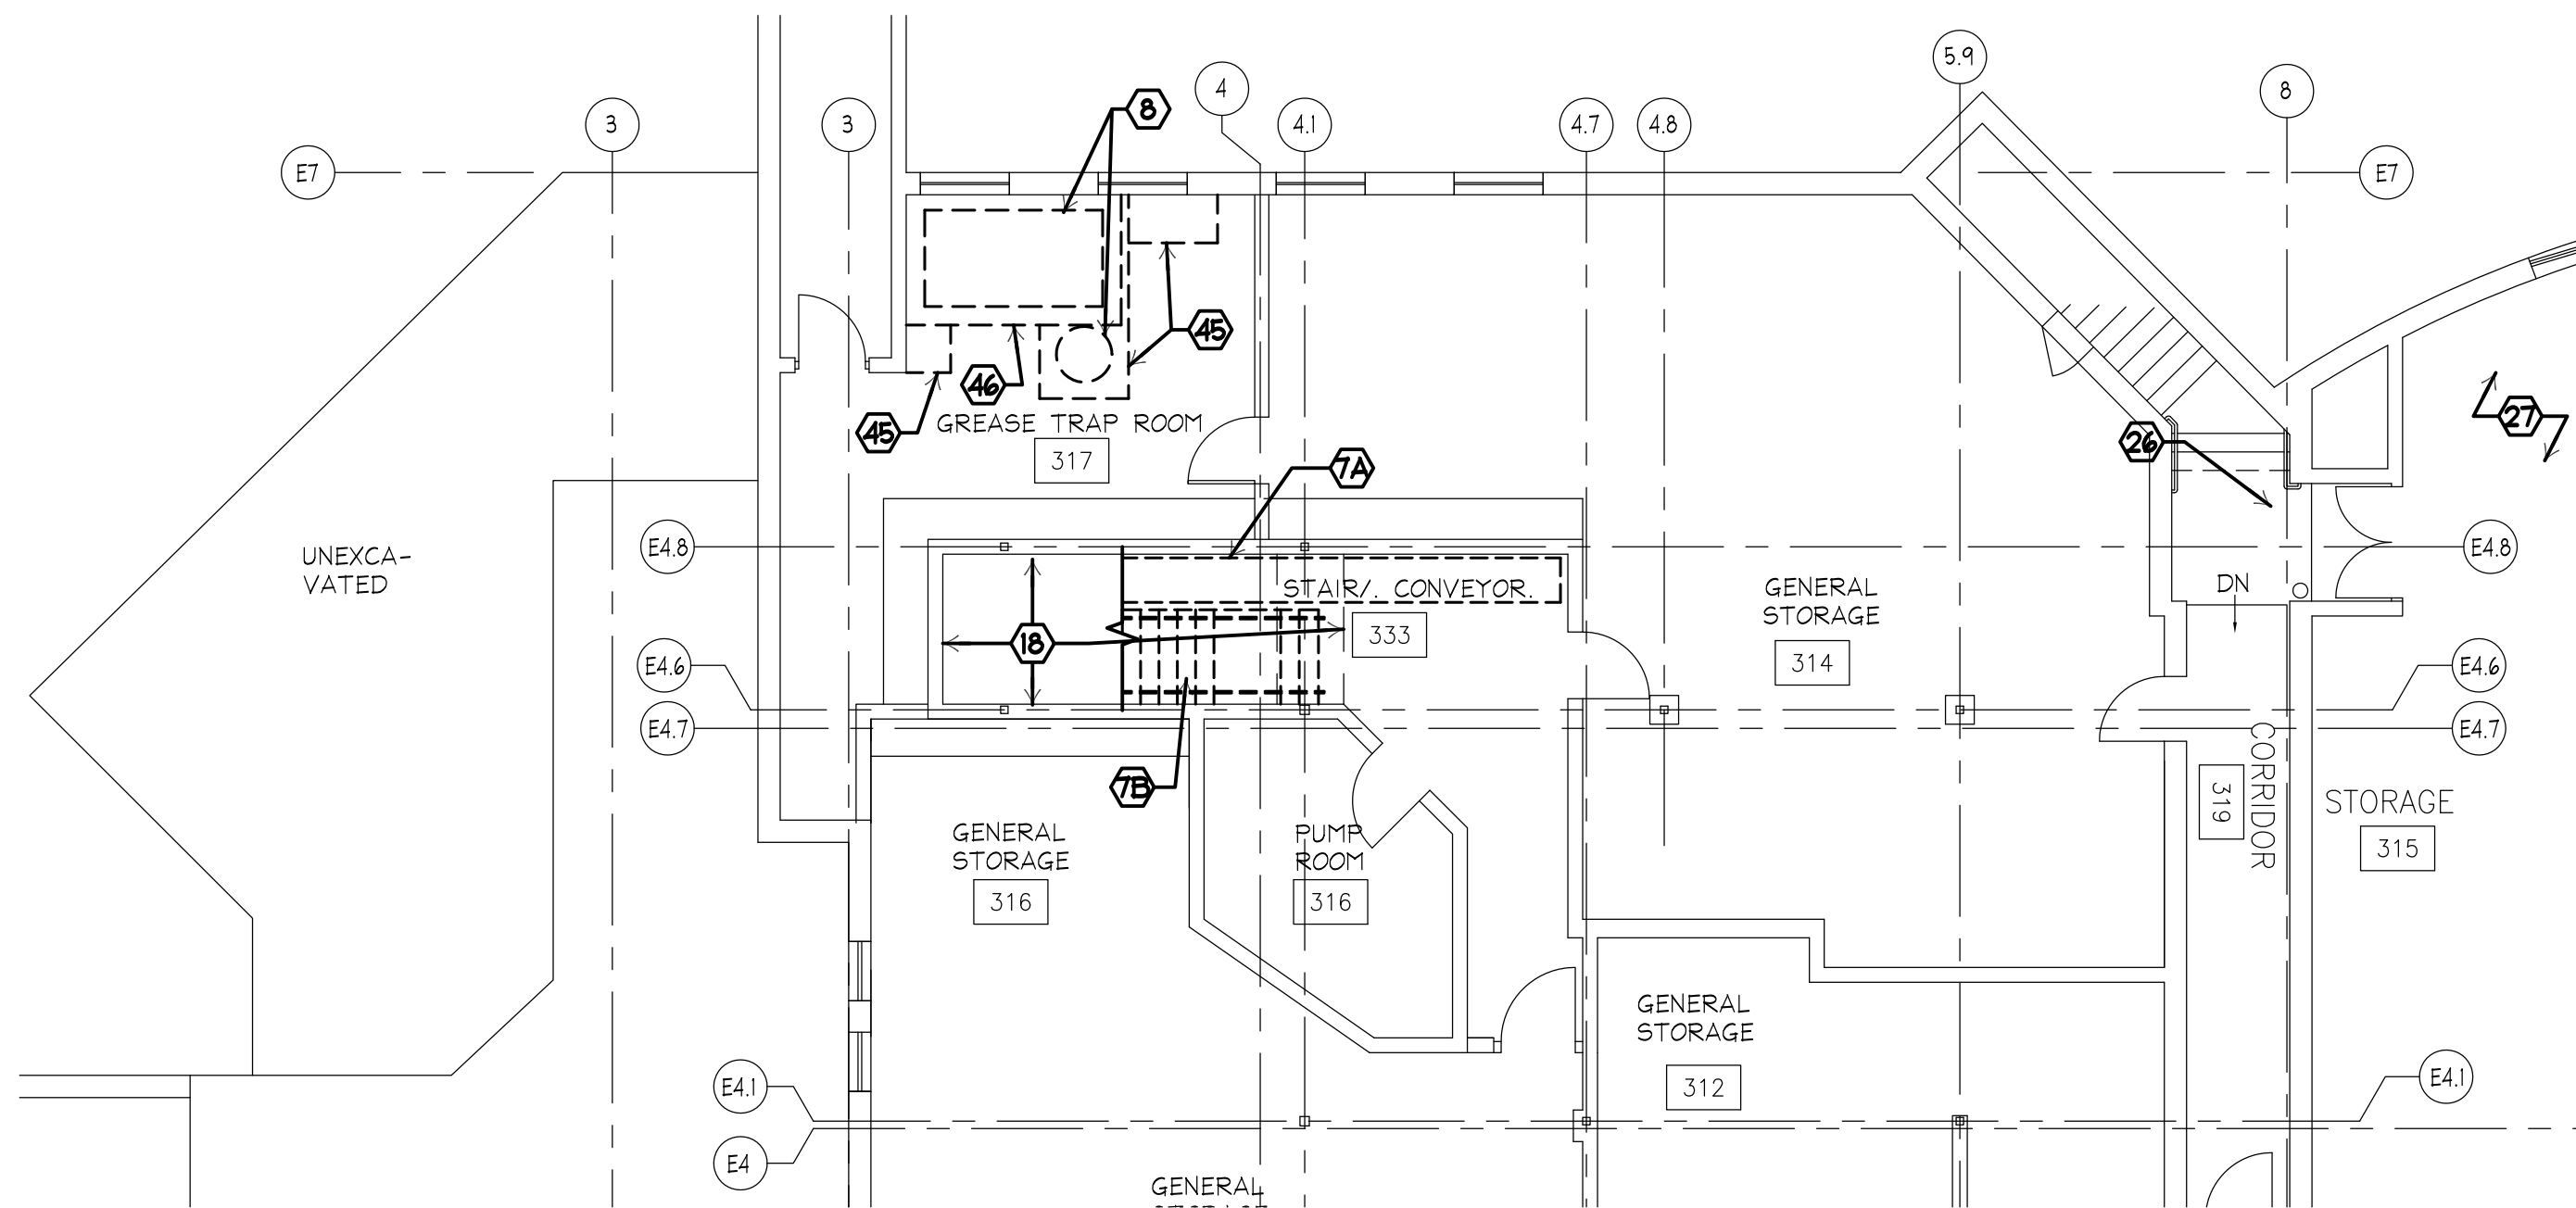 5.9
4
8
8
3
3
4.1
4.7
4.8
E7
E7
45
46
45
27
26
GREASE TRAP ROOM
317
7A
E4.8
E4.8
UNEXCA-
VATED
STAIR/. CONVEYOR.
333
GENERAL
STORAGE
314
DN
18
E4.6
E4.6
E4.7
E4.7
7B
CORRIDOR
319
STORAGE
315
GENERAL
STORAGE
316
PUMP
ROOM
316
GENERAL
STORAGE
312
E4.1
E4.1
E4
GENERAL